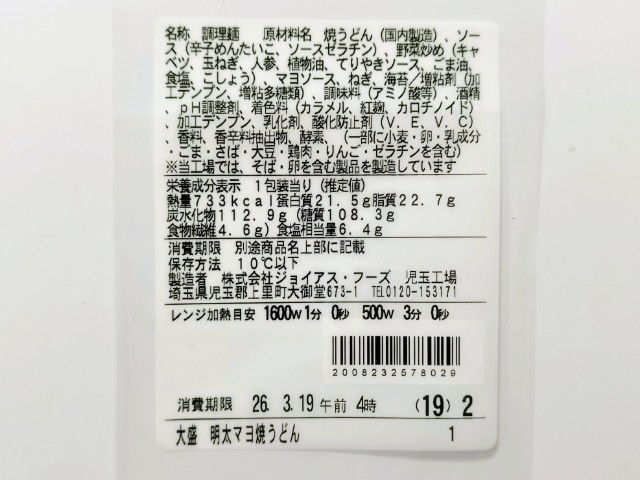 名称 調理麺 原材料名 焼うどん（国内製造）、ソー
ス（辛子めんたいこ、ソースゼラチン）、野菜炒め（キャ
ベツ、玉ねぎ、人参、植物油、てりやきソース、ごま油、
食塩、こしょう）、マヨソース、ねぎ、海苔／増粘剤（加
工デンプン、増粘多糖類）、調味料（アミノ酸等）、酒精
、ｐＨ調整剤、着色料（カラメル、紅麹、カロチノイド）
、加工デンプン、乳化剤、酸化防止剤（Ｖ．Ｅ、Ｖ．Ｃ）
、香料、香辛料抽出物、酵素、（一部に小麦・卵・乳成分
・ごま・さば・大豆・鶏肉・りんご・ゼラチンを含む）
※当工場では、そば・卵を含む製品を製造しています
栄養成分表示 １包装当り（推定値）
熱量７３３ｋｃａｌ蛋白質２１．５ｇ脂質２２．７ｇ
炭水化物１１２．９ｇ（糖質１０８．３ｇ
食物繊維４．６ｇ）食塩相当量６．４ｇ
消費期限 別途商品名上部に記載
保存方法 １０℃以下
製造者 株式会社ジョイアス・フーズ 児玉工場
埼玉県児玉郡上里町大御堂673-1 TEL0120-153171
レンジ加熱目安 1600W 1分 0秒 500W 3分 0秒
2008232578029
消費期限 26. 3.19 午前 4時 （19）2
大盛 明太マヨ焼うどん 1